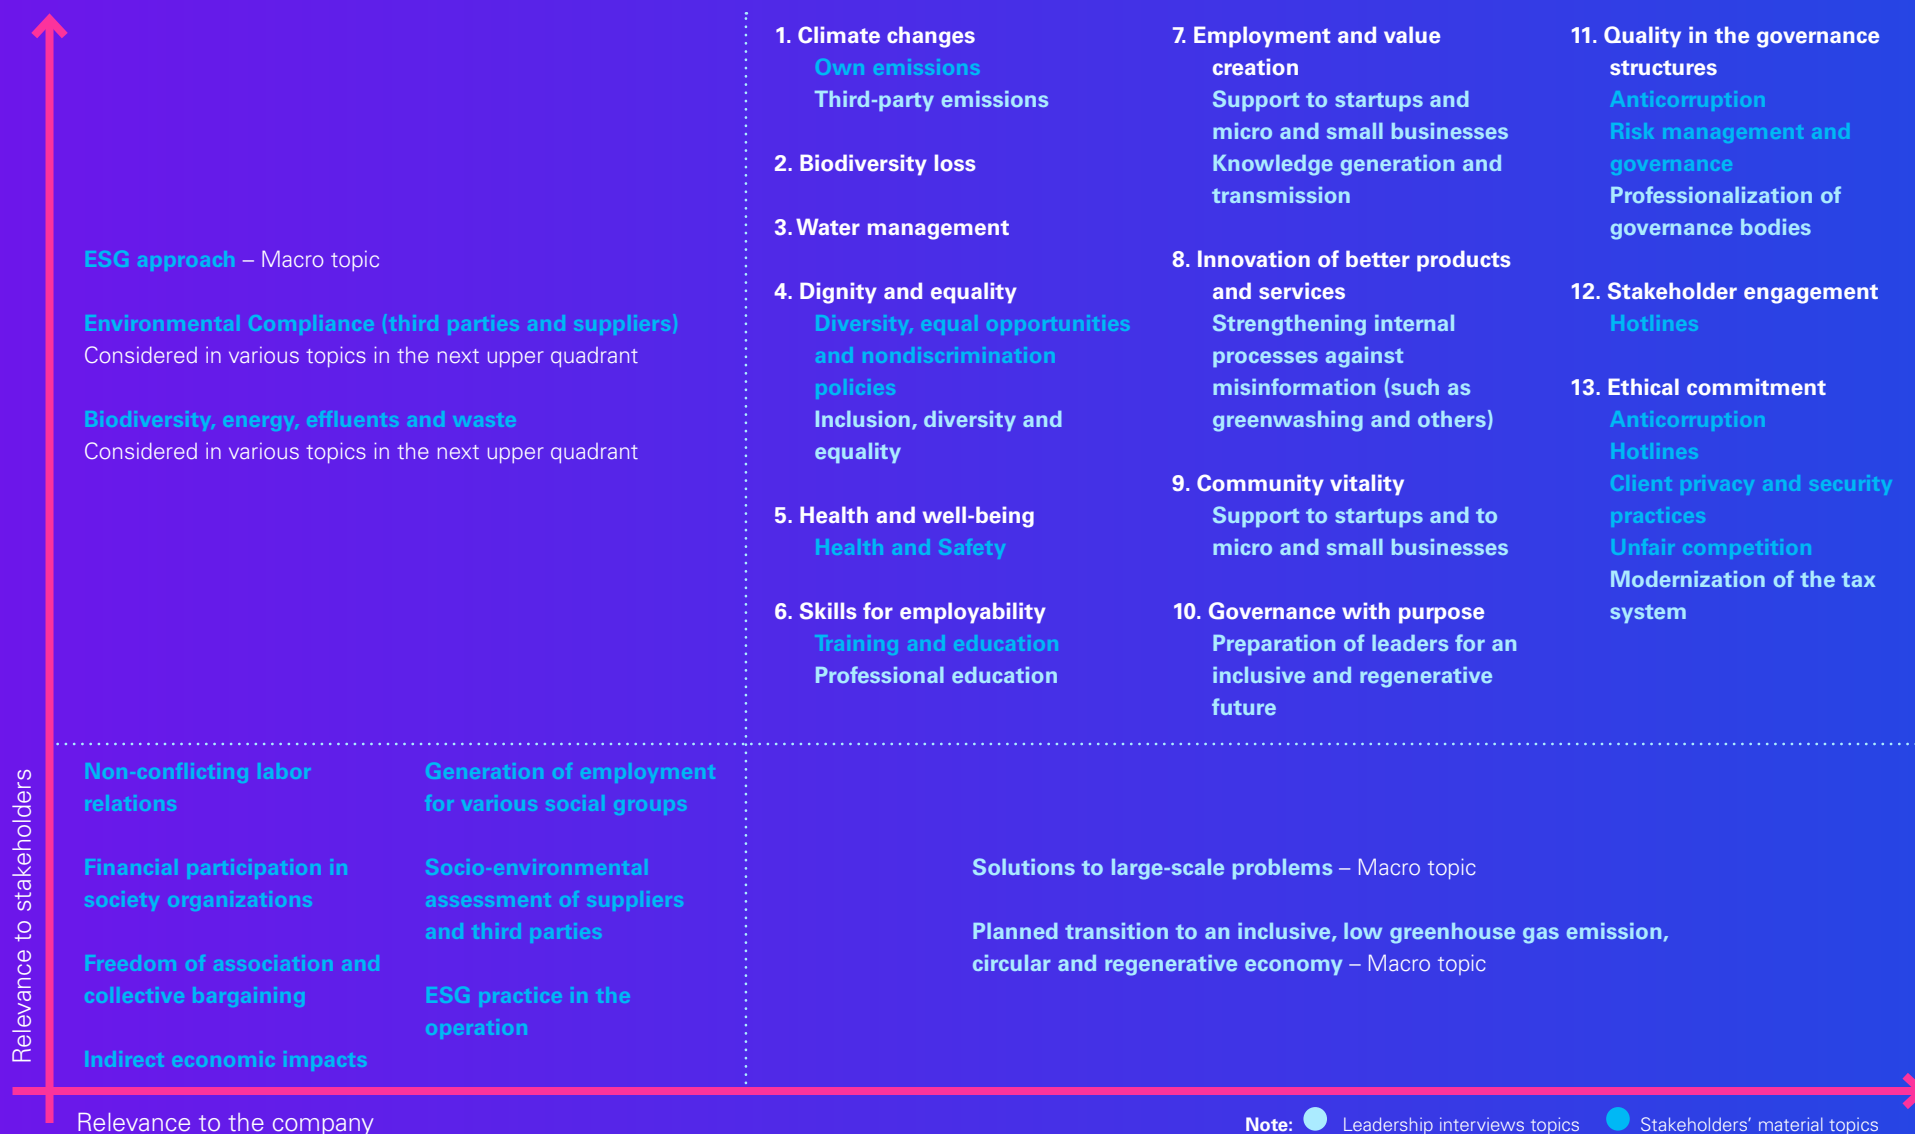 1. Climate changes
Own emissions
Third-party emissions
2. Biodiversity loss
3. Water management
4. Dignity and equality
Diversity, equal opportunities
and nondiscrimination
policies
Inclusion, diversity and
equality
5. Health and well-being
Health and Safety
6. Skills for employability
Training and education
Professional education
7. Employment and value
creation
Support to startups and
micro and small businesses
Knowledge generation and
transmission
8. Innovation of better products
and services
Strengthening internal
processes against
misinformation (such as
greenwashing and others)
9. Community vitality
Support to startups and to
micro and small businesses
10. Governance with purpose
Preparation of leaders for an
inclusive and regenerative
future
11. Quality in the governance
structures
Anticorruption
Risk management and
governance
Professionalization of
governance bodies
12. Stakeholder engagement
Hotlines
13. Ethical commitment
Anticorruption
Hotlines
Client privacy and security
practices
Unfair competition
Modernization of the tax
system
ESG approach – Macro topic
Environmental Compliance (third parties and suppliers)
Considered in various topics in the next upper quadrant
Biodiversity, energy, effluents and waste
Considered in various topics in the next upper quadrant
Relevance to stakeholders
Non-conflicting labor
relations
Financial participation in
society organizations
Freedom of association and
collective bargaining
Indirect economic impacts
Generation of employment
for various social groups
Socio-environmental
assessment of suppliers
and third parties
ESG practice in the
operation
Solutions to large-scale problems – Macro topic
Planned transition to an inclusive, low greenhouse gas emission,
circular and regenerative economy – Macro topic
Relevance to the company
Note: Leadership interviews topics Stakeholders' material topics